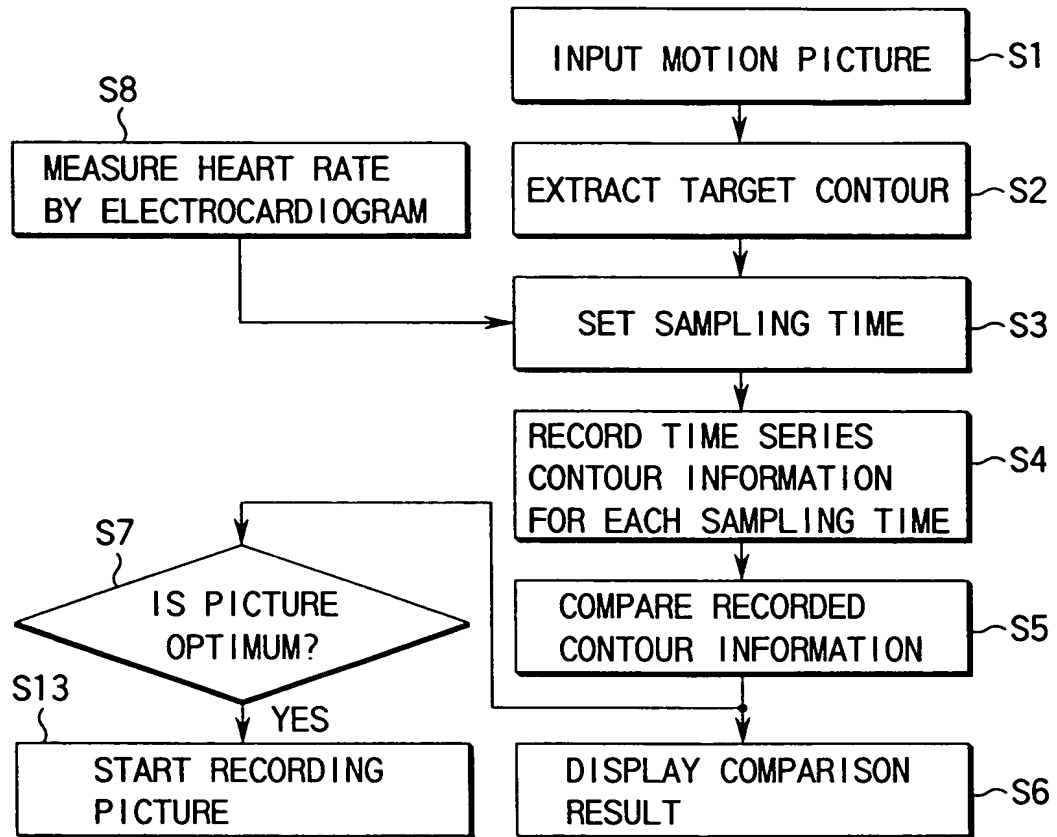 INPUT MOTION PICTURE
S1
S8
MEASURE HEART RATE
BY ELECTROCARDIOGRAM
EXTRACT TARGET CONTOUR
S2
SET SAMPLING TIME
S3
RECORD TIME SERIES
CONTOUR INFORMATION
FOR EACH SAMPLING TIME
S4
S7
IS PICTURE
OPTIMUM?
COMPARE RECORDED
CONTOUR INFORMATION
S5
S13
YES
START RECORDING
PICTURE
DISPLAY COMPARISON
RESULT
S6